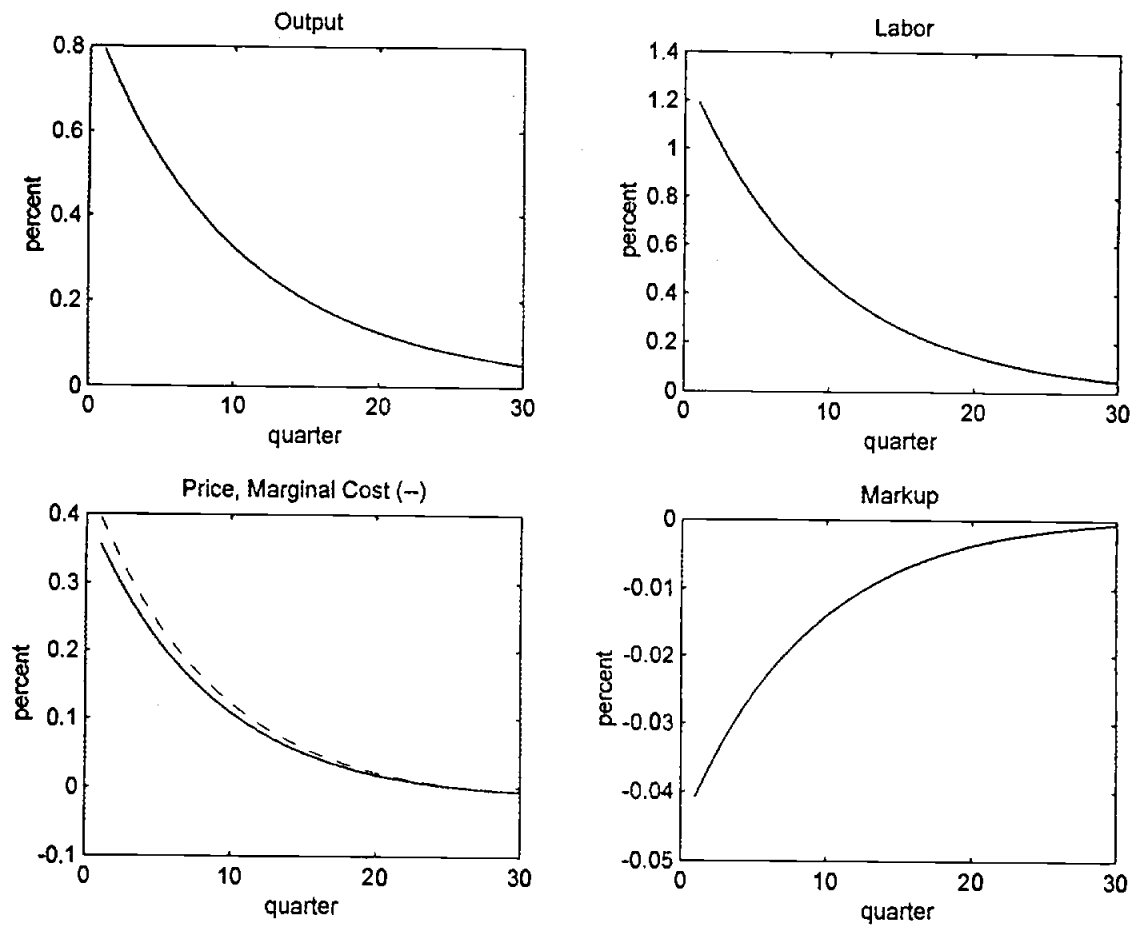 Output
0.8
0.6
0.4
0.2
0
percent
0 10 20 30
quarter
Labor
1.4
1.2
1
0.8
0.6
0.4
0.2
0
percent
0 10 20 30
quarter
Price, Marginal Cost (--)
0.4
0.3
0.2
0.1
0
-0.1
percent
0 10 20 30
quarter
Markup
0
-0.01
-0.02
-0.03
-0.04
-0.05
percent
0 10 20 30
quarter